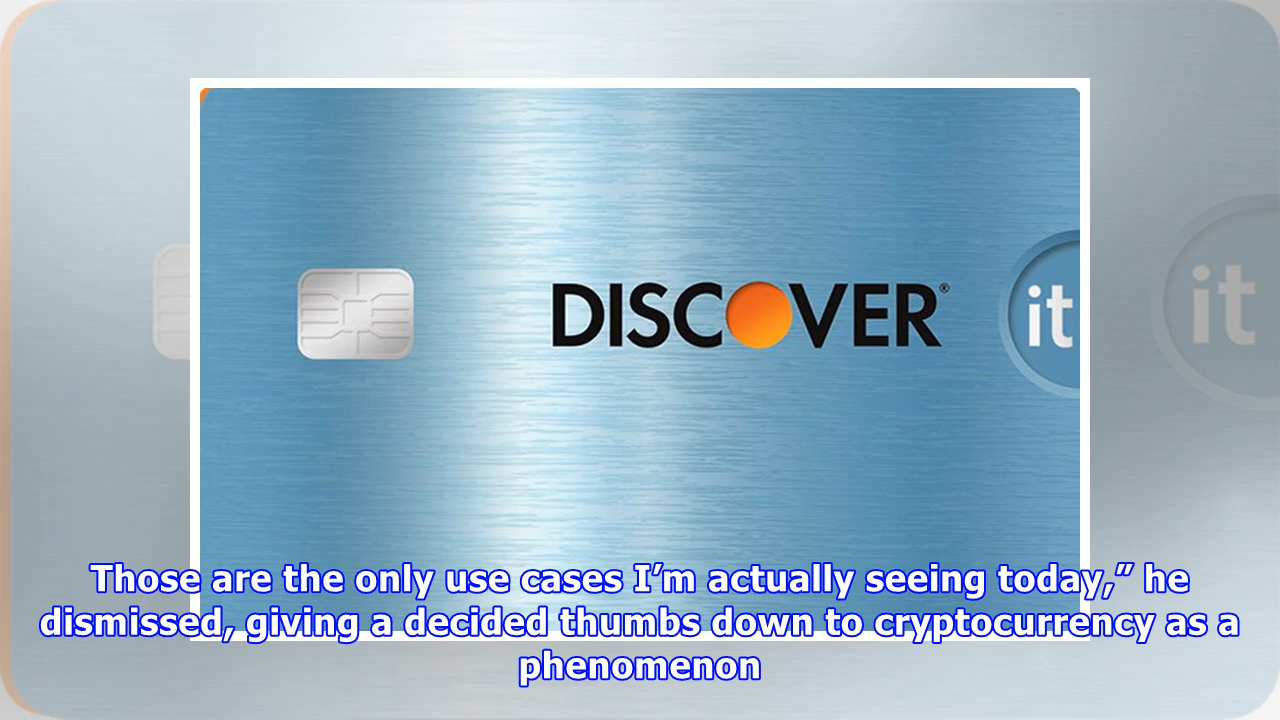 DISCOVER®
it
it
Those are the only use cases I’m actually seeing today,” he
dismissed, giving a decided thumbs down to cryptocurrency as a
phenomenon